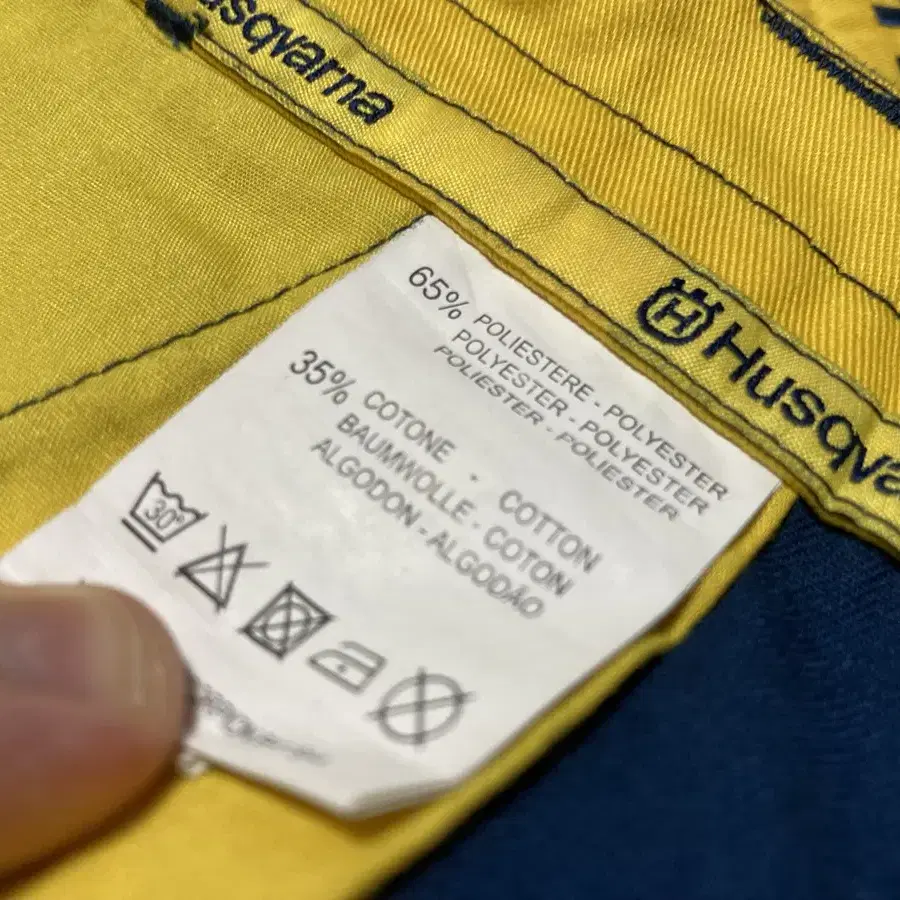 Husqvarna
Husqva
65% POLIESTERE - POLYESTER
POLYESTER - POLYESTER
POLIESTER - POLIESTER
35% COTONE - COTTON
BAUMWOLLE - COTON
ALGODON - ALGODÃO
30°